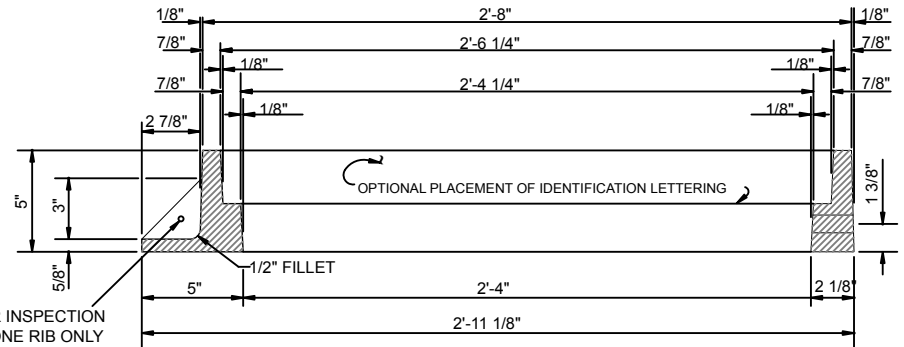 1/8" 2'-8" 1/8"
7/8" 2'-6 1/4" 7/8"
1/8" 1/8"
7/8" 2'-4 1/4" 7/8"
1/8" 1/8"
2 7/8"
OPTIONAL PLACEMENT OF IDENTIFICATION LETTERING
5"
3"
1 3/8"
5/8"
1/2" FILLET
5" 2'-4" 2 1/8"
INSPECTION
ONE RIB ONLY
2'-11 1/8"